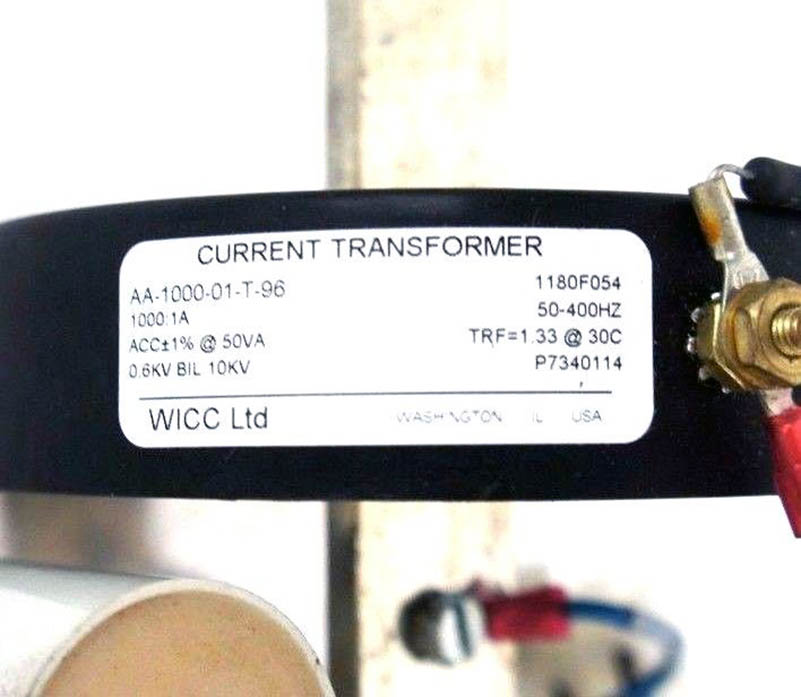 CURRENT TRANSFORMER
AA-1000-01-T-96 1180F054
1000:1A 50-400HZ
ACC±1% @ 50VA TRF=1.33 @ 30C
0.6KV BIL 10KV P7340114
WICC Ltd WASHINGTON IL USA